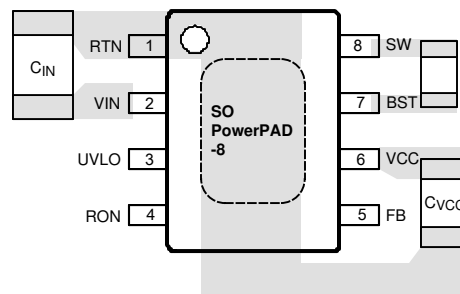 RTN 1
8 SW
CIN
VIN 2
7 BST
SO
PowerPAD
-8
UVLO 3
6 VCC
RON 4
5 FB
CVCC